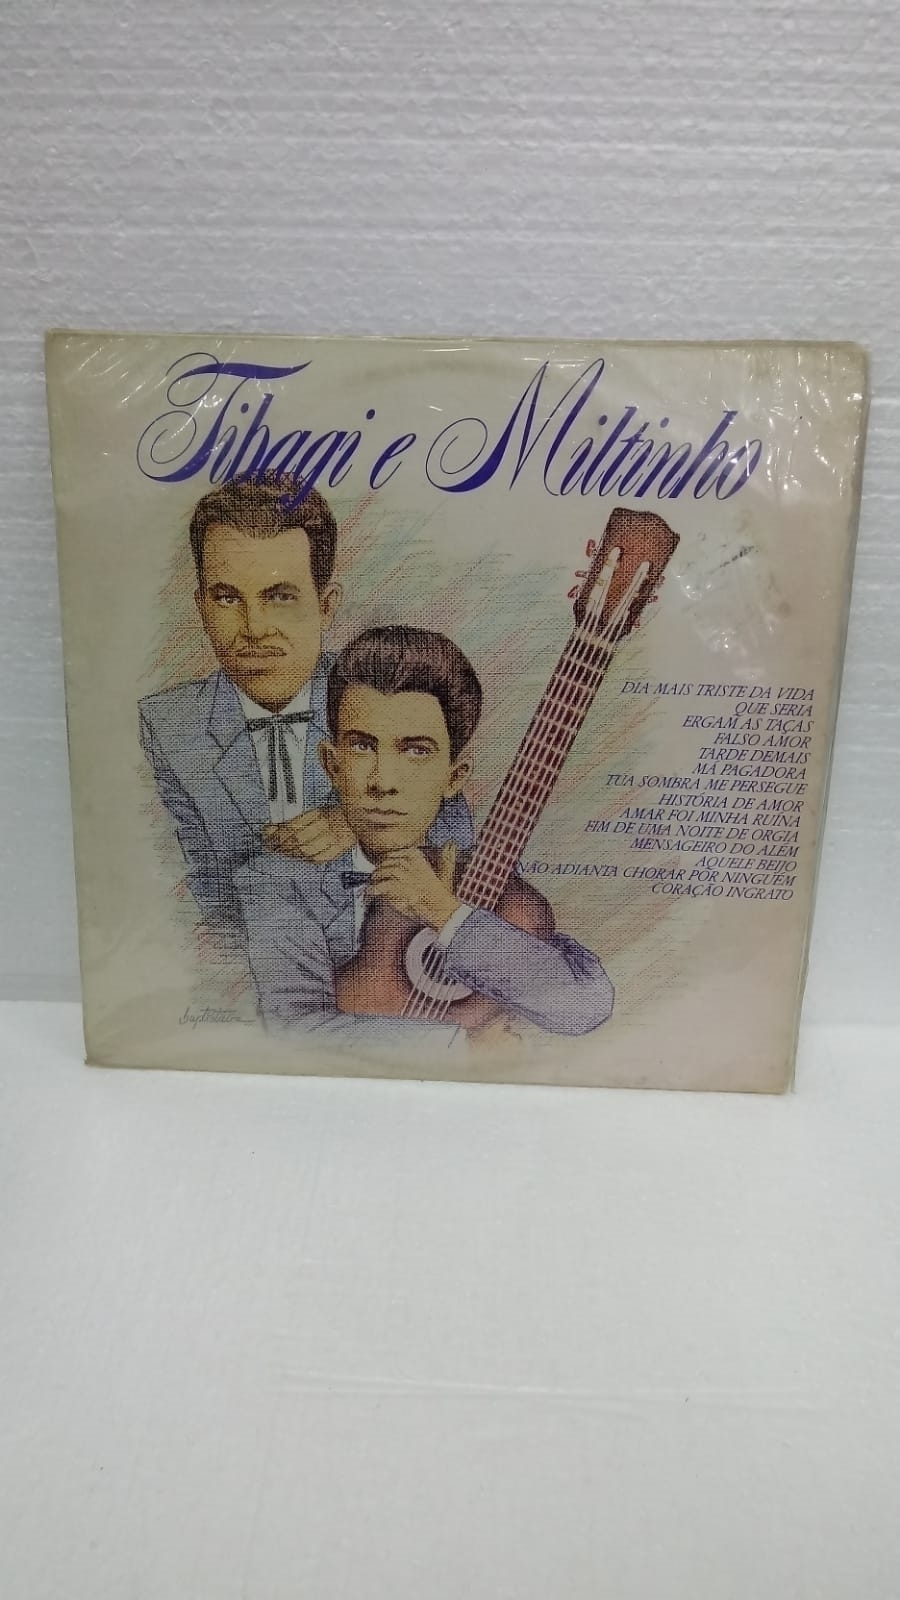 Tibagi e Miltinho
DIA MAIS TRISTE DA VIDA
QUE SERIA
ERGAM AS TAÇAS
FALSO AMOR
TARDE DEMAIS
MÁ PAGADORA
TUA SOMBRA ME PERSEGUE
HISTÓRIA DE AMOR
AMAR FOI MINHA RUÍNA
FIM DE UMA NOITE DE ORGIA
MENSAGEIRO DO ALÉM
AQUELE BEIJO
NÃO ADIANTA CHORAR POR NINGUÉM
CORAÇÃO INGRATO